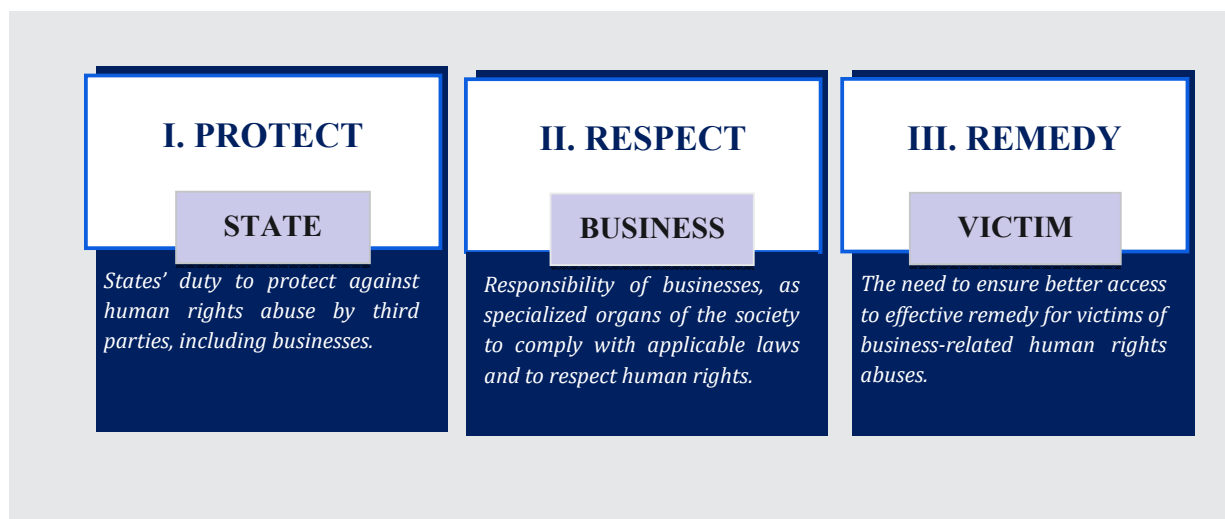 I. PROTECT
STATE
States’ duty to protect against
human rights abuse by third
parties, including businesses.
II. RESPECT
BUSINESS
Responsibility of businesses, as
specialized organs of the society
to comply with applicable laws
and to respect human rights.
III. REMEDY
VICTIM
The need to ensure better access
to effective remedy for victims of
business-related human rights
abuses.